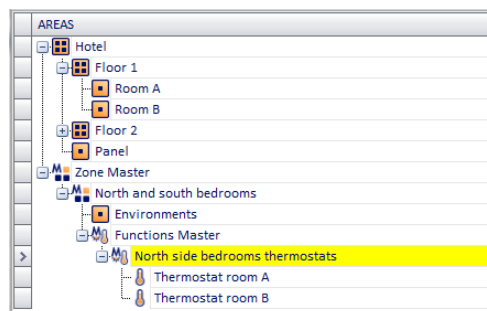 AREAS
Hotel
Floor 1
Room A
Room B
Floor 2
Panel
Zone Master
North and south bedrooms
Environments
Functions Master
North side bedrooms thermostats
Thermostat room A
Thermostat room B